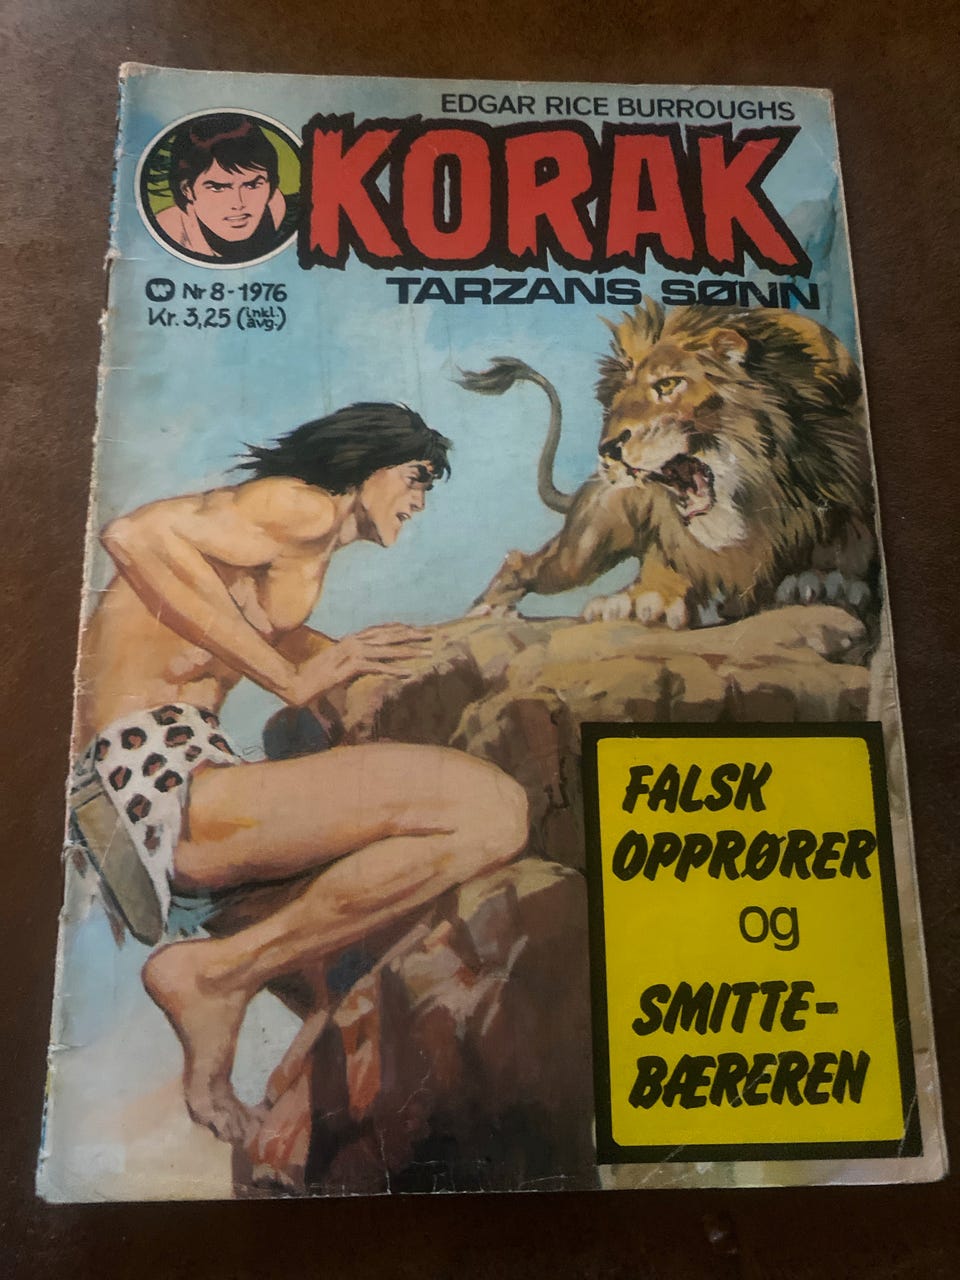 EDGAR RICE BURROUGHS
KORAK
TARZANS SØNN
Nr 8-1976
Kr. 3,25 (inkl. avg.)
FALSK
OPPRØRER
og
SMITTE-
BÆREREN